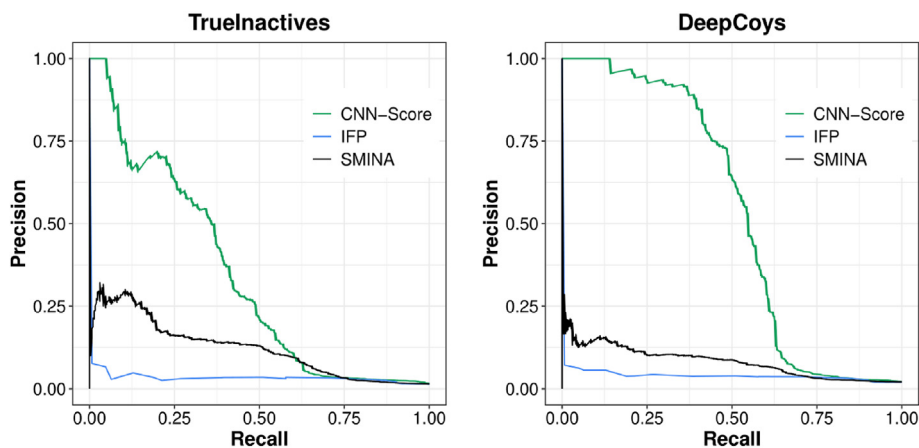 TrueInactives
1.00
0.75
0.50
0.25
0.00
Precision
CNN-Score
IFP
SMINA
0.00 0.25 0.50 0.75 1.00
Recall
DeepCoys
1.00
0.75
0.50
0.25
0.00
Precision
CNN-Score
IFP
SMINA
0.00 0.25 0.50 0.75 1.00
Recall